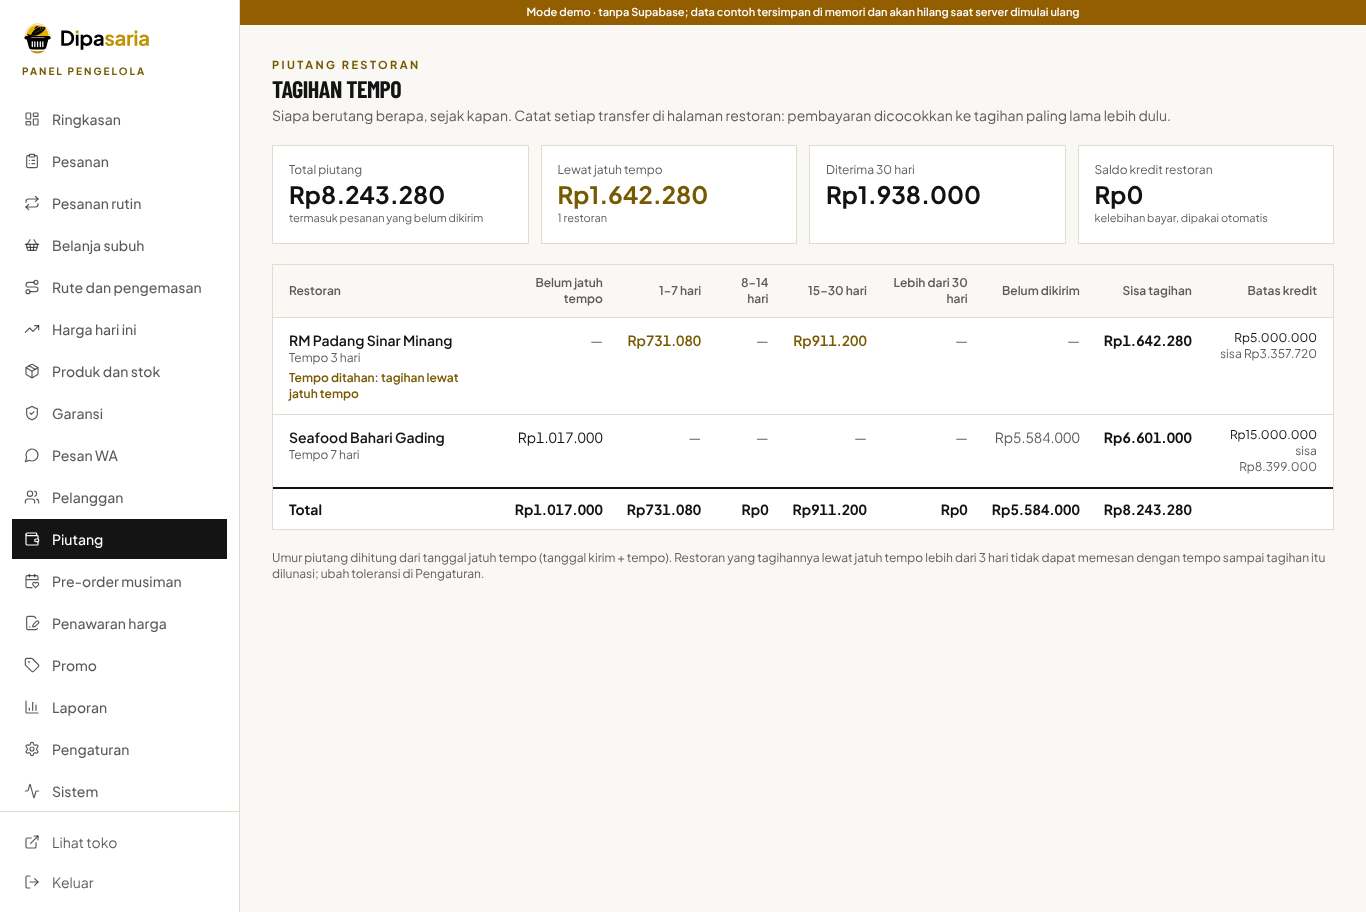 Mode demo · tanpa Supabase; data contoh tersimpan di memori dan akan hilang saat server dimulai ulang
Dipasaria
PANEL PENGELOLA
Ringkasan
Pesanan
Pesanan rutin
Belanja subuh
Rute dan pengemasan
Harga hari ini
Produk dan stok
Garansi
Pesan WA
Pelanggan
Piutang
Pre-order musiman
Penawaran harga
Promo
Laporan
Pengaturan
Sistem
Lihat toko
Keluar
PIUTANG RESTORAN
TAGIHAN TEMPO
Siapa berutang berapa, sejak kapan. Catat setiap transfer di halaman restoran: pembayaran dicocokkan ke tagihan paling lama lebih dulu.
Total piutang
Rp8.243.280
termasuk pesanan yang belum dikirim
Lewat jatuh tempo
Rp1.642.280
1 restoran
Diterima 30 hari
Rp1.938.000
Saldo kredit restoran
Rp0
kelebihan bayar, dipakai otomatis
Restoran
Belum jatuh
tempo
1–7 hari
8–14
hari
15–30 hari
Lebih dari 30
hari
Belum dikirim
Sisa tagihan
Batas kredit
RM Padang Sinar Minang
Tempo 3 hari
Tempo ditahan: tagihan lewat
jatuh tempo
—
Rp731.080
—
Rp911.200
—
—
Rp1.642.280
Rp5.000.000
sisa Rp3.357.720
Seafood Bahari Gading
Tempo 7 hari
Rp1.017.000
—
—
—
—
Rp5.584.000
Rp6.601.000
Rp15.000.000
sisa
Rp8.399.000
Total
Rp1.017.000
Rp731.080
Rp0
Rp911.200
Rp0
Rp5.584.000
Rp8.243.280
Umur piutang dihitung dari tanggal jatuh tempo (tanggal kirim + tempo). Restoran yang tagihannya lewat jatuh tempo lebih dari 3 hari tidak dapat memesan dengan tempo sampai tagihan itu
dilunasi; ubah toleransi di Pengaturan.